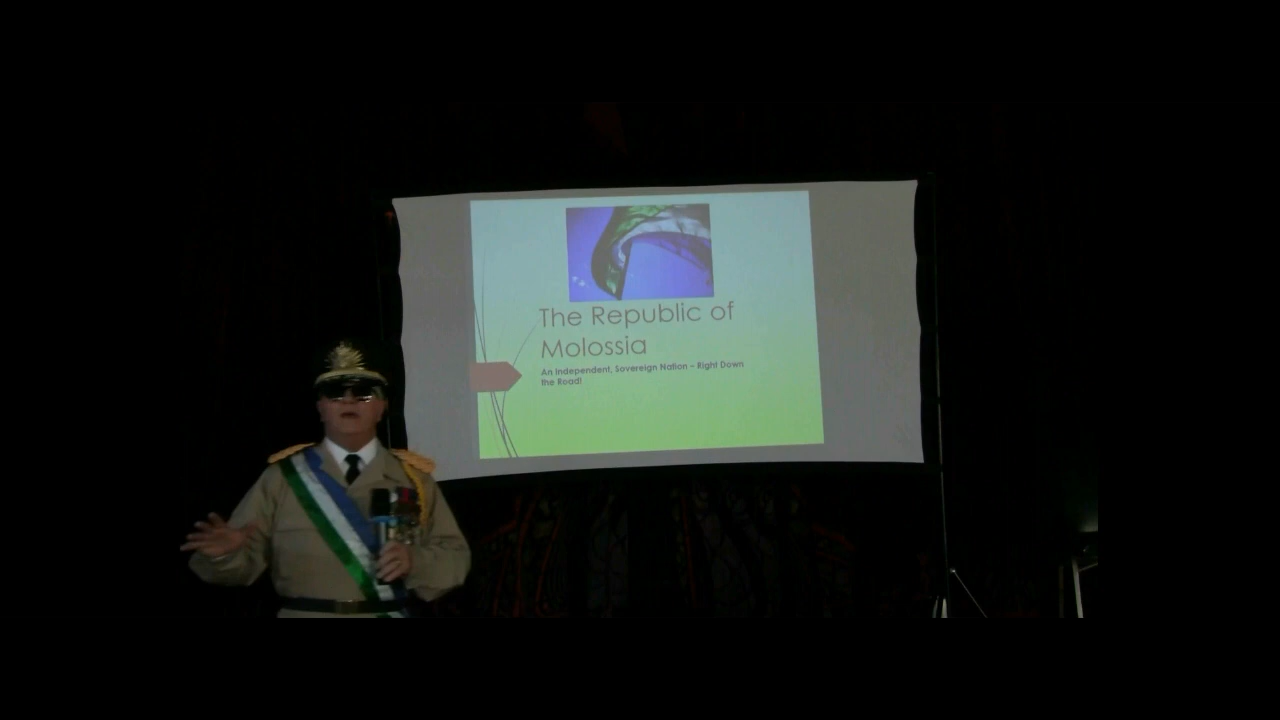 The Republic of
Molossia
An Independent, Sovereign Nation – Right Down
the Road!